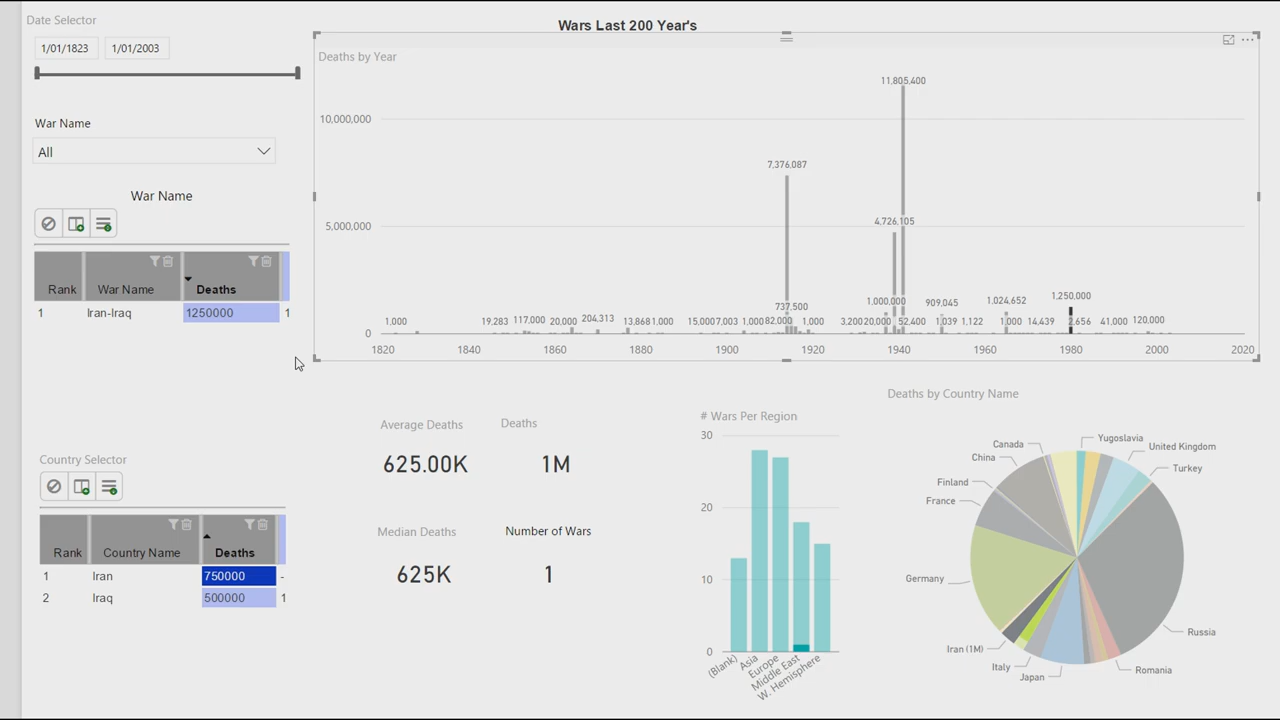 Date Selector
1/01/1823
1/01/2003
War Name
All
War Name
Rank
War Name
Deaths
1
Iran-Iraq
1250000
1
Wars Last 200 Year's
Deaths by Year
10,000,000
5,000,000
0
11,805,400
7,376,087
4,726,105
1,000,000
909,045
1,024,652
1,250,000
737,500
1,000
19,283
117,000
20,000
204,313
13,868
1,000
15,000
7,003
1,000
82,000
1,000
3,200
20,000
52,400
1,039
1,122
1,000
14,439
2,656
41,000
120,000
1820
1840
1860
1880
1900
1920
1940
1960
1980
2000
2020
Country Selector
Rank
Country Name
Deaths
1
Iran
750000
-
2
Iraq
500000
1
Average Deaths
625.00K
Deaths
1M
Median Deaths
625K
Number of Wars
1
# Wars Per Region
30
20
10
0
(Blank)
Asia
Europe
Middle East
W. Hemisphere
Deaths by Country Name
Yugoslavia
United Kingdom
Turkey
Russia
Romania
Japan
Italy
Iran (1M)
Germany
France
Finland
China
Canada